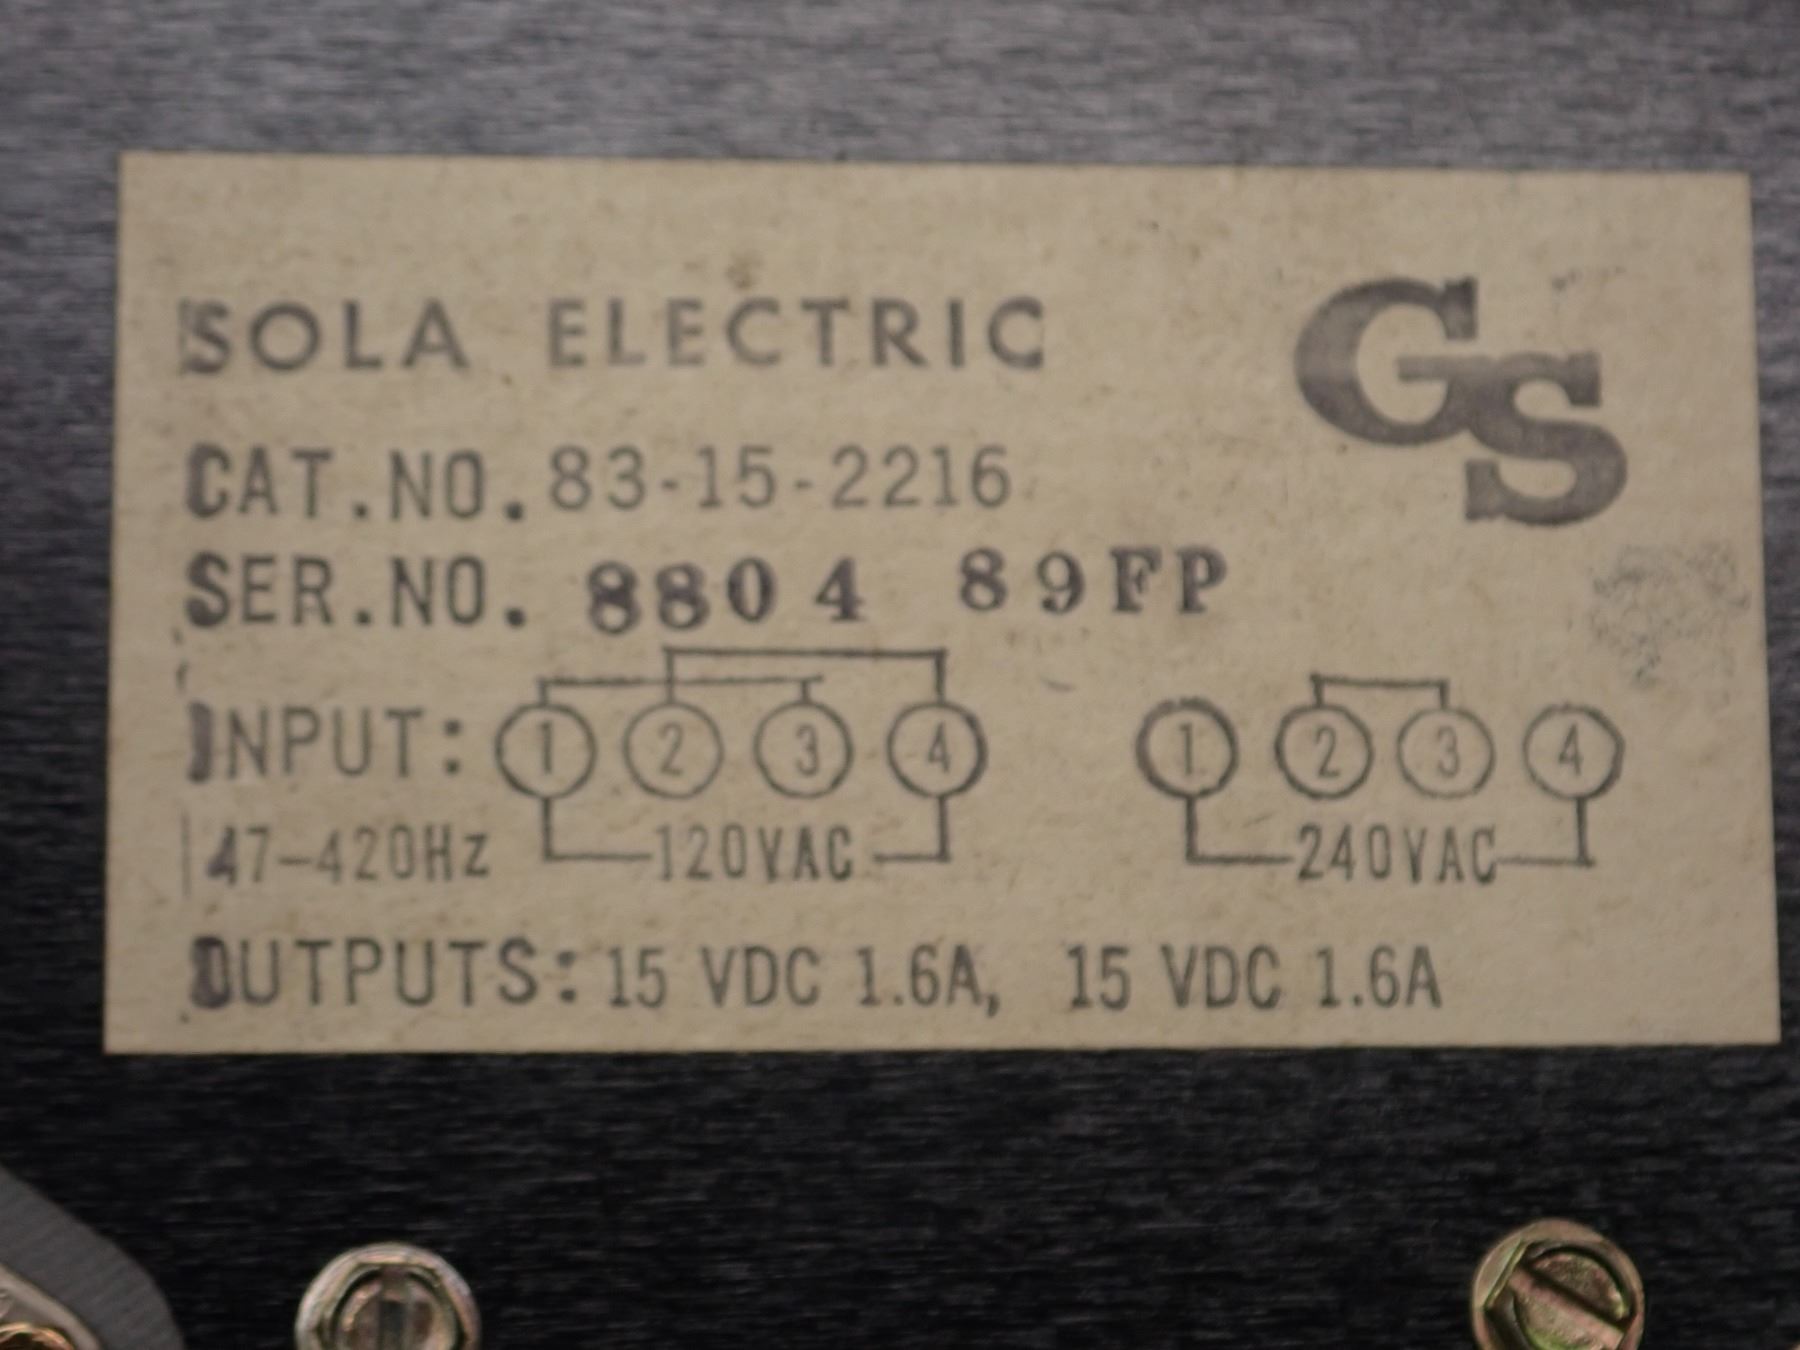 SOLA ELECTRIC
GS
CAT.NO. 83-15-2216
SER.NO. 8804 89FP
INPUT: 1 2 3 4 1 2 3 4
47-420Hz 120VAC 240VAC
OUTPUTS: 15 VDC 1.6A, 15 VDC 1.6A